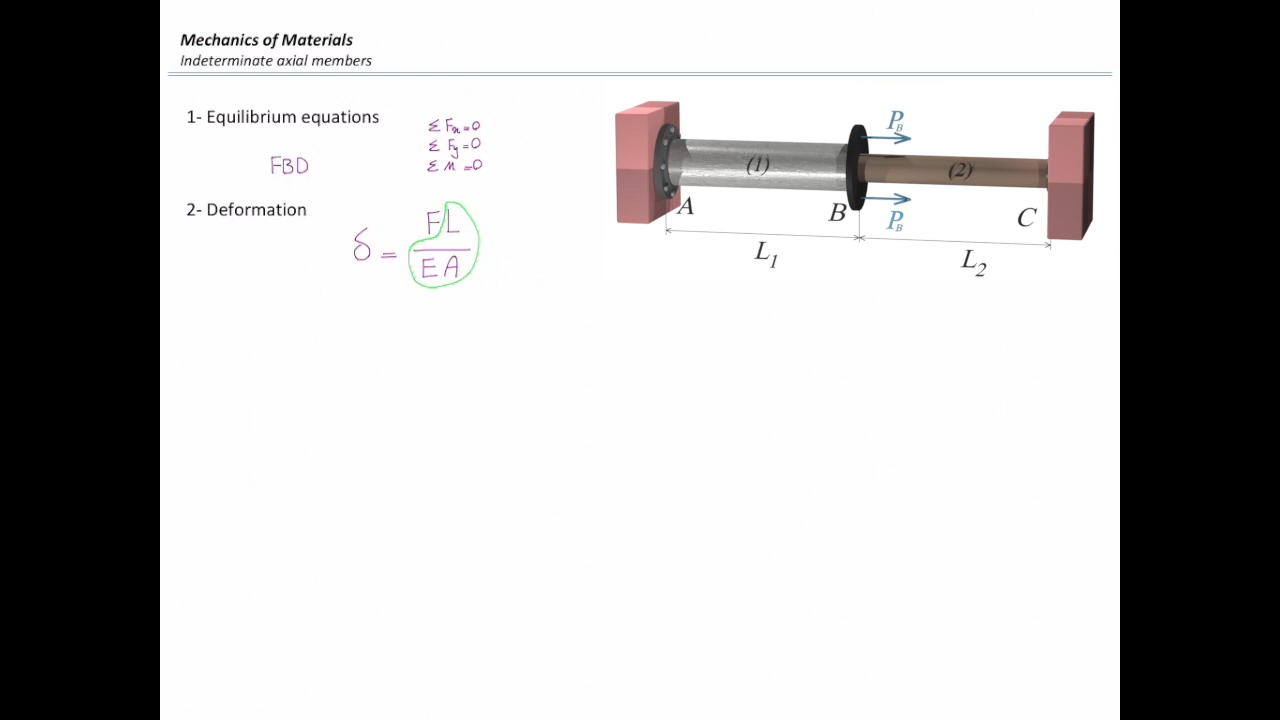 Mechanics of Materials
Indeterminate axial members
1- Equilibrium equations
Σ Fx = 0
Σ Fy = 0
Σ M = 0
FBD
2- Deformation
δ = FL / EA
P_B
(1)
(2)
A
B
P_B
C
L_1
L_2